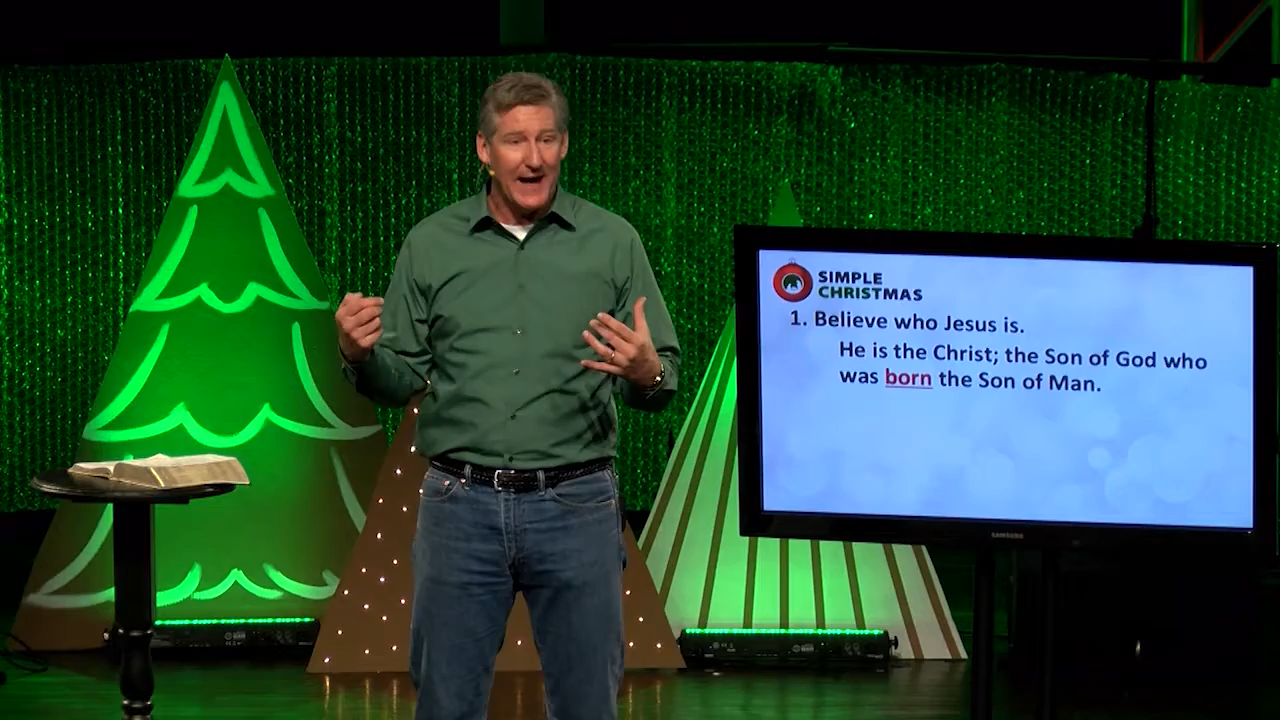 SIMPLE
CHRISTMAS
1. Believe who Jesus is.
He is the Christ; the Son of God who
was born the Son of Man.
SAMSUNG